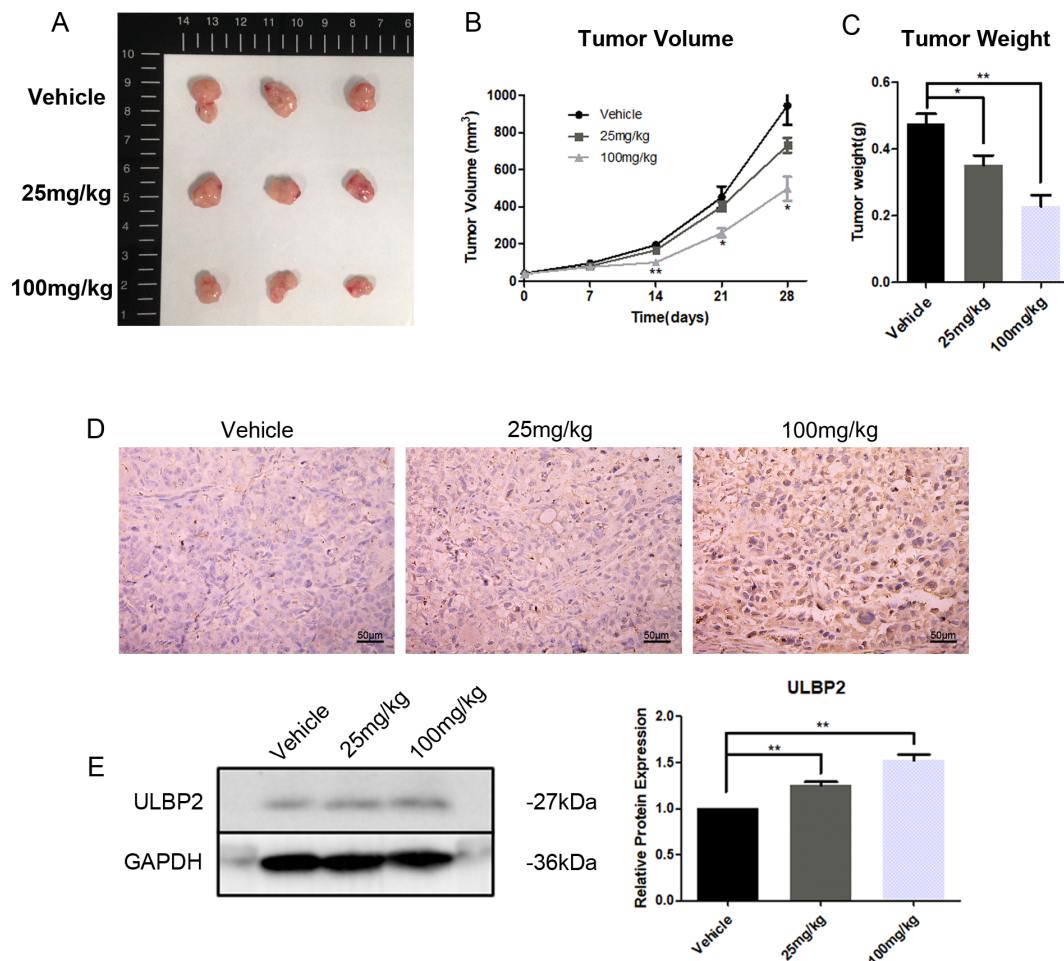 A
14 13 11 10 8 7 6
10
9
8
7
6
5
4
3
2
1
Vehicle
25mg/kg
100mg/kg
B
Tumor Volume
Tumor Volume (mm³)
1000
800
600
400
200
0
Vehicle
25mg/kg
100mg/kg
**
*
*
0 7 14 21 28
Time(days)
C
Tumor Weight
Tumor weight(g)
0.6
0.4
0.2
0.0
**
*
Vehicle
25mg/kg
100mg/kg
D
Vehicle 25mg/kg 100mg/kg
50μm 50μm 50μm
E
Vehicle 25mg/kg 100mg/kg
ULBP2 -27kDa
GAPDH -36kDa
ULBP2
Relative Protein Expression
2.0
1.5
1.0
0.5
0.0
**
**
Vehicle
25mg/kg
100mg/kg